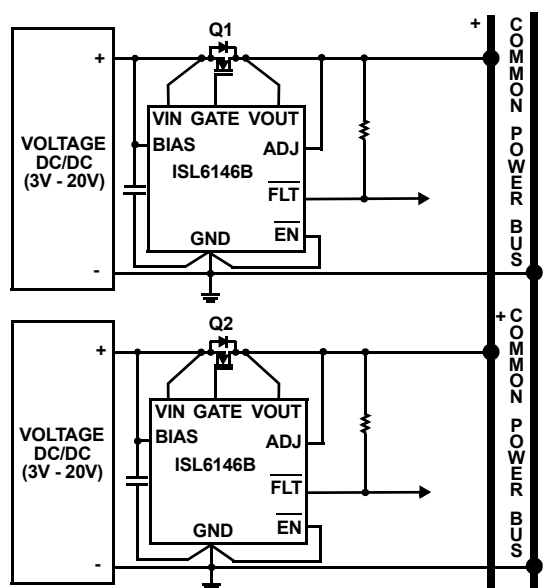 Q1
+
+
VIN GATE VOUT
BIAS
ADJ
VOLTAGE
DC/DC
(3V - 20V)
ISL6146B
FLT
EN
GND
-
COMMON POWER BUS
Q2
+
+
VIN GATE VOUT
BIAS
ADJ
VOLTAGE
DC/DC
(3V - 20V)
ISL6146B
FLT
EN
GND
-
COMMON POWER BUS